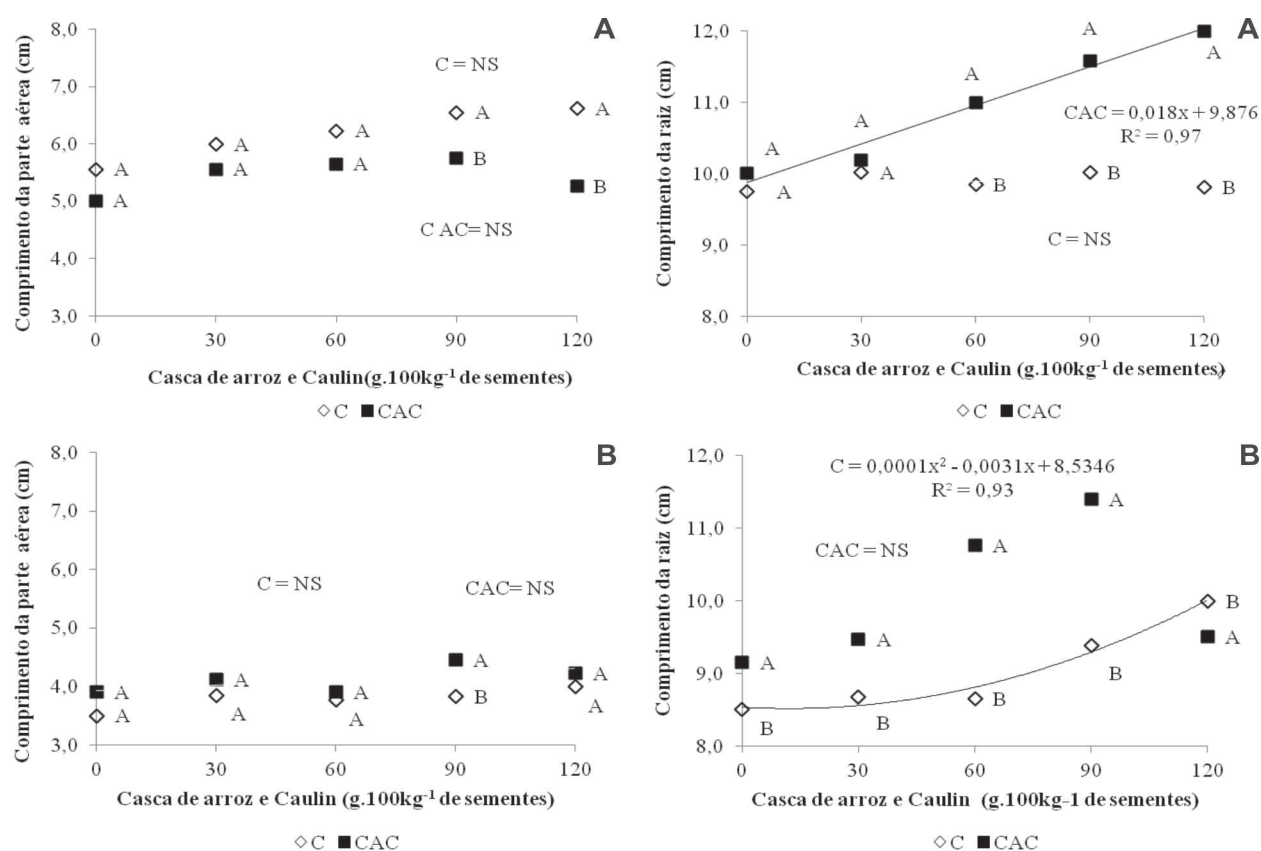 A
8,0
7,0
6,0
5,0
4,0
3,0
Comprimento da parte aérea (cm)
C = NS
A
A
A
A
A
A
A
A
B
B
C AC=NS
0 30 60 90 120
Casca de arroz e Caulin(g.100kg⁻¹ de sementes)
◇C ■CAC
A
12,0
11,0
10,0
9,0
8,0
Comprimento da raiz (cm)
A
A
A
A
A
CAC = 0,018x + 9,876
R² = 0,97
A
A
B
B
B
C = NS
0 30 60 90 120
Casca de arroz e Caulin (g.100kg⁻¹ de sementes)
◇C ■CAC
B
8,0
7,0
6,0
5,0
4,0
3,0
Comprimento da parte aérea (cm)
C = NS
CAC= NS
A
A
A
A
A
A
A
A
B
A
0 30 60 90 120
Casca de arroz e Caulin (g.100kg⁻¹ de sementes)
◇C ■CAC
B
12,0
11,0
10,0
9,0
8,0
Comprimento da raiz (cm)
C = 0,0001x² - 0,0031x + 8,5346
R² = 0,93
CAC = NS
A
A
A
A
A
B
B
B
B
B
0 30 60 90 120
Casca de arroz e Caulin (g.100kg-1 de sementes)
◇C ■CAC